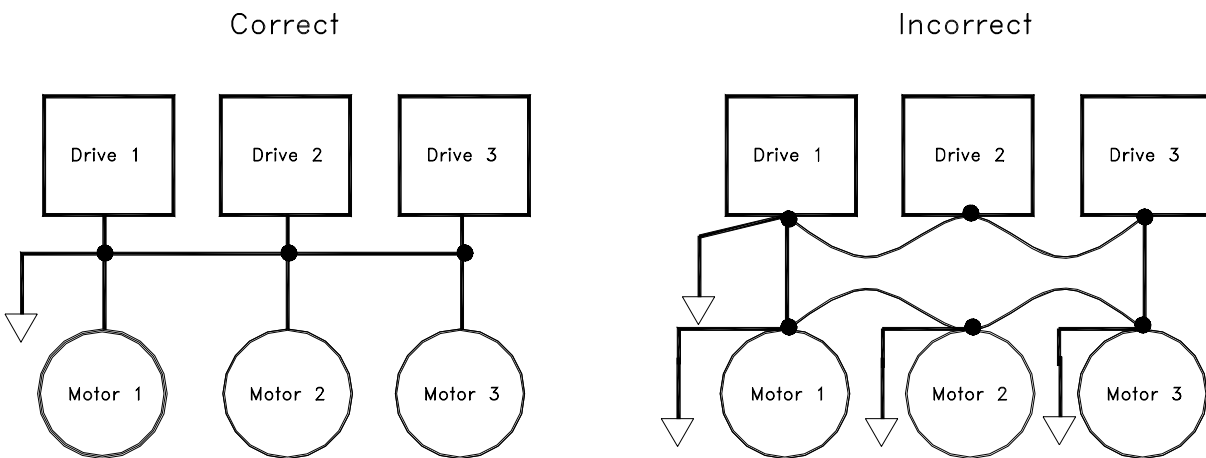 Correct
Incorrect
Drive 1
Drive 2
Drive 3
Drive 1
Drive 2
Drive 3
Motor 1
Motor 2
Motor 3
Motor 1
Motor 2
Motor 3